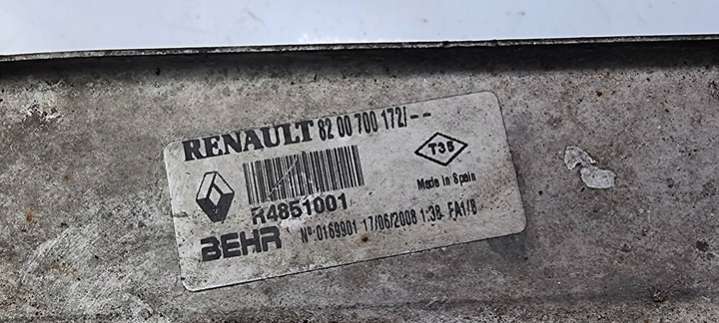 RENAULT 82 00 700 172/--
T35
Made in Spain
R4851001
BEHR N° 0169901 17/06/2008 1:38 FA1/8